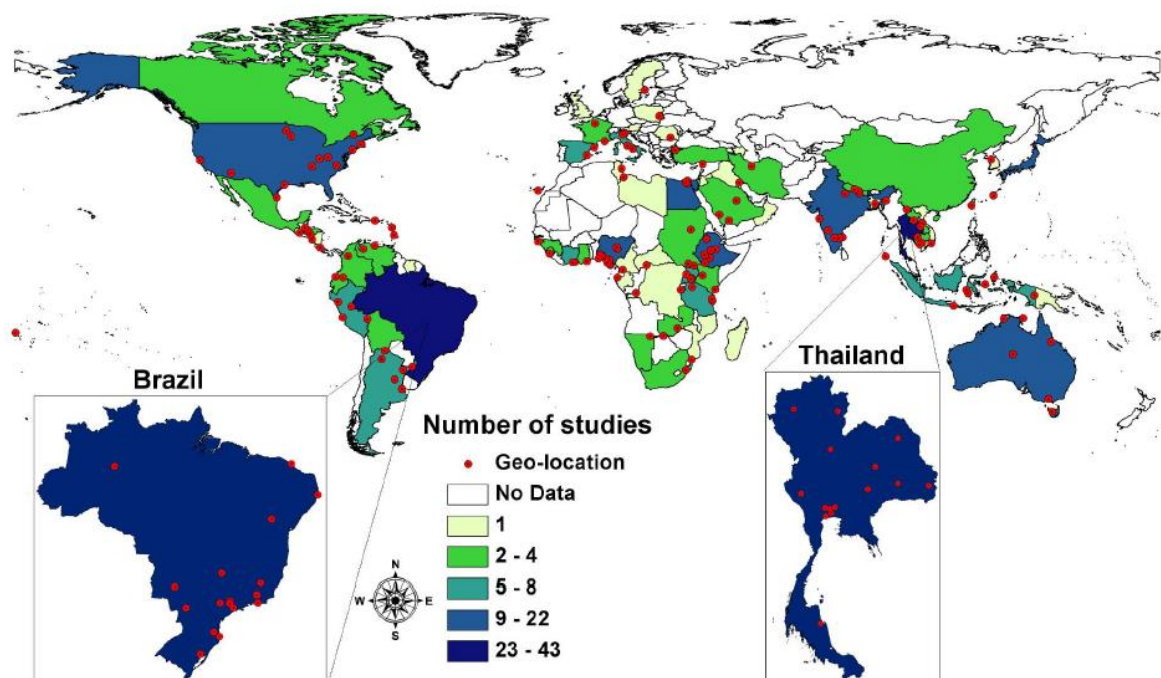 Brazil
Thailand
Number of studies
Geo-location
No Data
1
2 - 4
5 - 8
9 - 22
23 - 43
N
W E
S